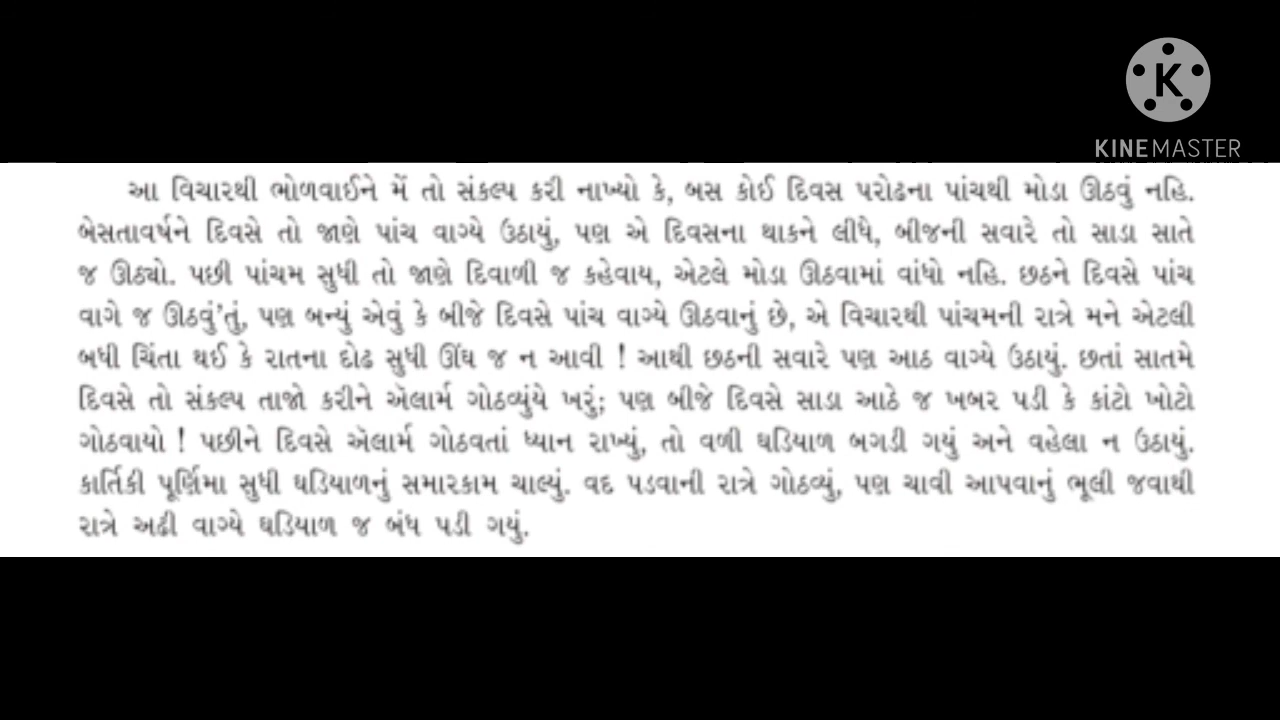 KINEMASTER
આ વિચારથી ભોળવાઈને મેં તો સંકલ્પ કરી નાખ્યો કે, બસ કોઈ દિવસ પરોઢના પાંચથી મોડા ઊઠવું નહિ.
બેસતાવર્ષને દિવસે તો જાણે પાંચ વાગ્યે ઉઠાયું, પણ એ દિવસના થાકને લીધે, બીજની સવારે તો સાડા સાતે
જ ઊઠ્યો. પછી પાંચમ સુધી તો જાણે દિવાળી જ કહેવાય, એટલે મોડા ઊઠવામાં વાંધો નહિ. છઠને દિવસે પાંચ
વાગે જ ઊઠવું'તું, પણ બન્યું એવું કે બીજે દિવસે પાંચ વાગ્યે ઊઠવાનું છે, એ વિચારથી પાંચમની રાત્રે મને એટલી
બધી ચિંતા થઈ કે રાતના દોઢ સુધી ઊંઘ જ ન આવી ! આથી છઠની સવારે પણ આઠ વાગ્યે ઉઠાયું. છતાં સાતમે
દિવસે તો સંકલ્પ તાજો કરીને ઍલાર્મ ગોઠવ્યુંયે ખરું; પણ બીજે દિવસે સાડા આઠે જ ખબર પડી કે કાંટો ખોટો
ગોઠવાયો ! પછીને દિવસે ઍલાર્મ ગોઠવતાં ધ્યાન રાખ્યું, તો વળી ઘડિયાળ બગડી ગયું અને વહેલા ન ઉઠાયું.
કાર્તિકી પૂર્ણિમા સુધી ઘડિયાળનું સમારકામ ચાલ્યું. વદ પડવાની રાત્રે ગોઠવ્યું, પણ ચાવી આપવાનું ભૂલી જવાથી
રાત્રે અઢી વાગ્યે ઘડિયાળ જ બંધ પડી ગયું.